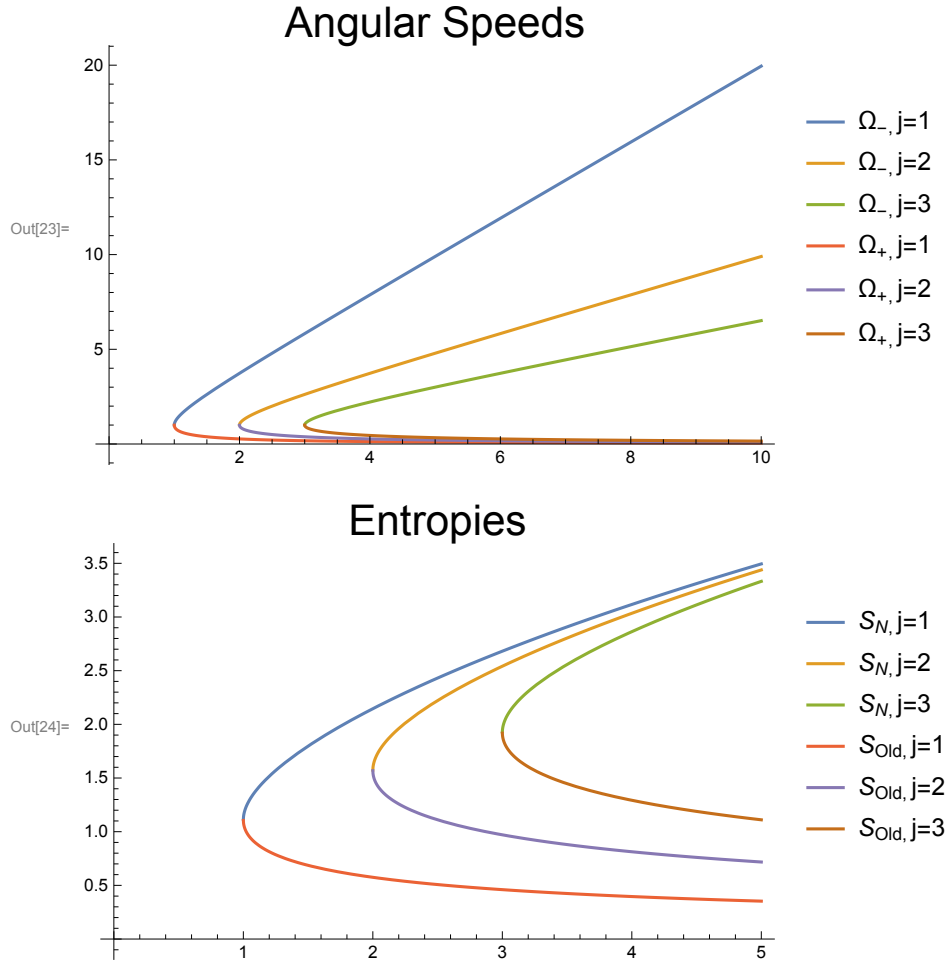 Angular Speeds
20
15
Out[23]=
10
5
2 4 6 8 10
Ω₋, j=1
Ω₋, j=2
Ω₋, j=3
Ω₊, j=1
Ω₊, j=2
Ω₊, j=3
Entropies
3.5
3.0
2.5
Out[24]=
2.0
1.5
1.0
0.5
1 2 3 4 5
S_N, j=1
S_N, j=2
S_N, j=3
S_Old, j=1
S_Old, j=2
S_Old, j=3